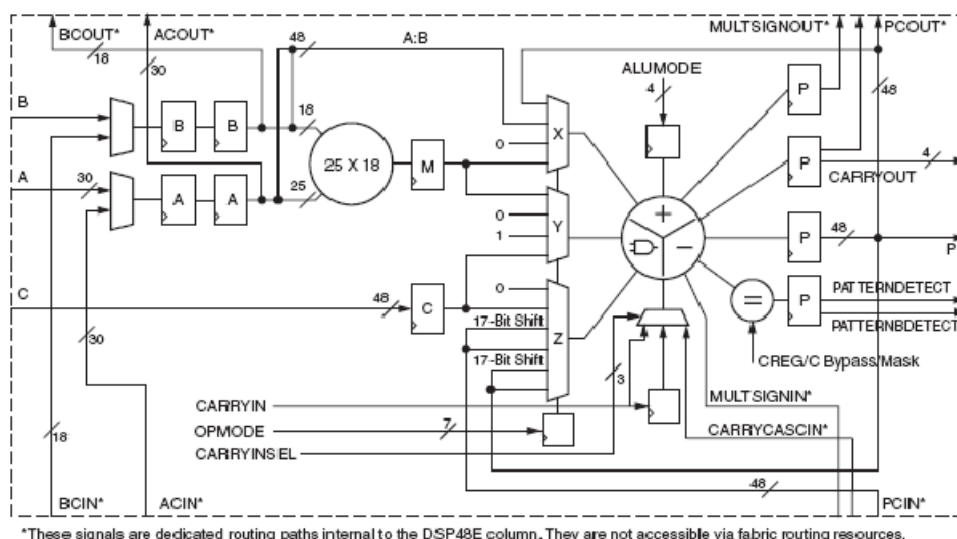 BCOUT* ACOUT* MULTSIGNOUT* PCOUT*
18
30
48
A:B
ALUMODE
4
48
B
B B
18
25 X 18
M
0
X
P
P
4
CARRYOUT
A
30
A A
25
0
1
Y
+
−
P
48
P
C
48
C
0
17-Bit Shift
17-Bit Shift
Z
=
P
PATTERNDETECT
PATTERNBDETECT
CREG/C Bypass/Mask
30
3
18
CARRYIN
OPMODE
7
CARRYINSEL
MULTSIGNIN*
CARRYCASCIN*
48
BCIN* ACIN* PCIN*
*These signals are dedicated routing paths internal to the DSP48E column. They are not accessible via fabric routing resources.